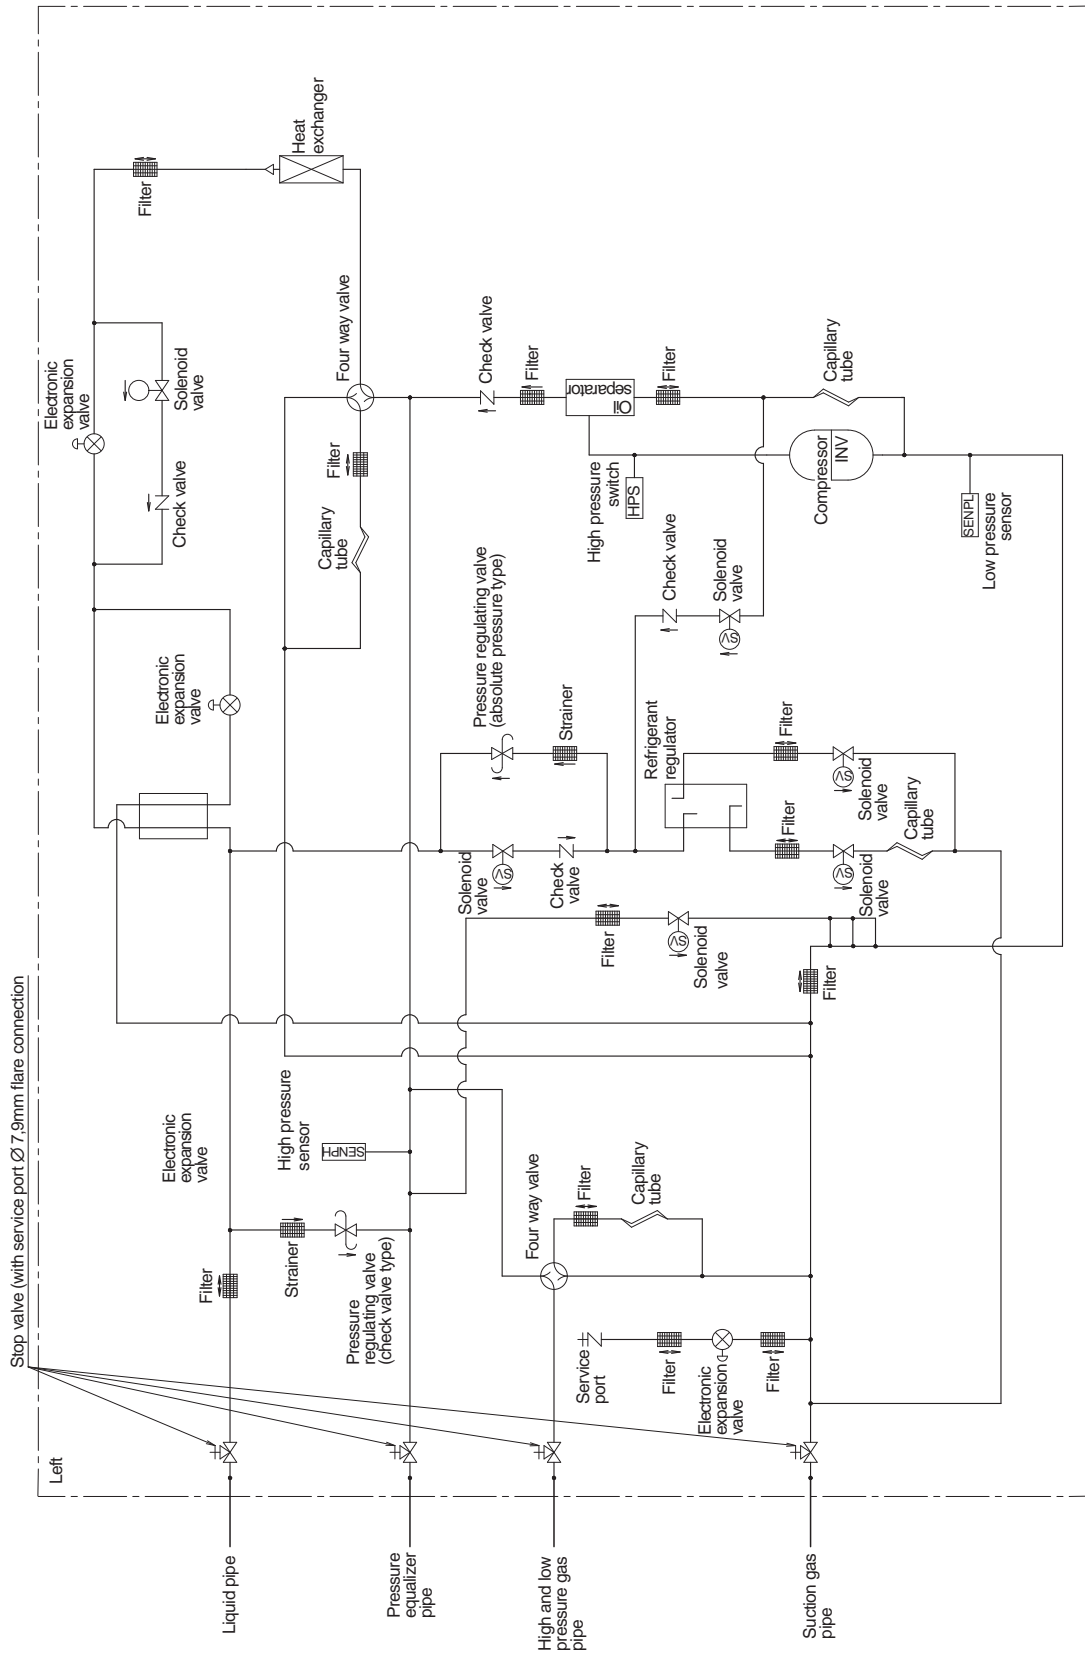 Stop valve (with service port Ø 7,9mm flare connection
Left
Liquid pipe
Pressure
equalizer
pipe
High and low
pressure gas
pipe
Suction gas
pipe
Filter
Strainer
Pressure
regulating valve
(check valve type)
Electronic
expansion
valve
High pressure
sensor
SENPH
Service
port
Filter
Electronic
expansion
valve
Filter
Four way valve
Filter
Capillary
tube
Electronic
expansion
valve
Solenoid
valve
SV
Check
valve
Pressure regulating valve
(absolute pressure type)
Strainer
Filter
SV
Solenoid
valve
Filter
Refrigerant
regulator
Filter
SV
Solenoid
valve
Capillary
tube
Filter
SV
Solenoid
valve
Check valve
Solenoid
valve
SV
Electronic
expansion
valve
Check valve
Solenoid
valve
Filter
Heat
exchanger
Four way valve
Filter
Capillary
tube
Check valve
Filter
Oil
separator
Filter
High pressure
switch
HPS
Compressor
INV
Capillary
tube
SENPL
Low pressure
sensor